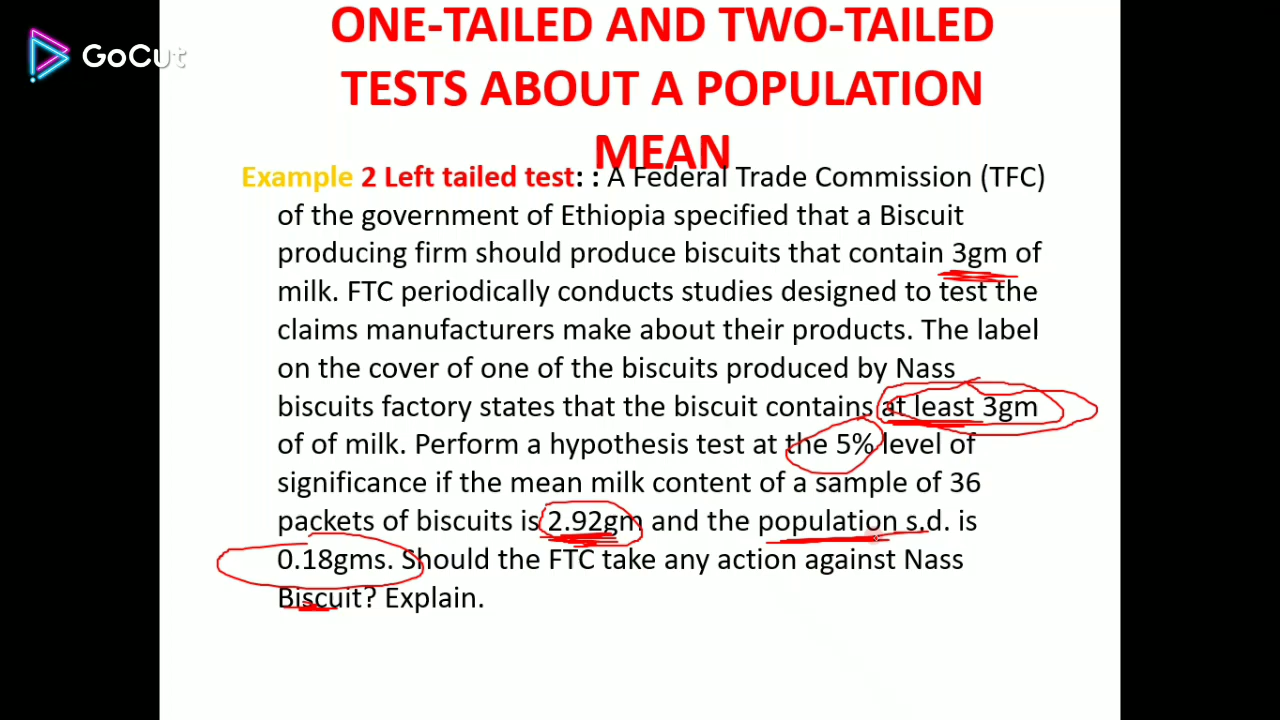 GoCut
ONE-TAILED AND TWO-TAILED
TESTS ABOUT A POPULATION
MEAN
Example 2 Left tailed test: : A Federal Trade Commission (TFC)
of the government of Ethiopia specified that a Biscuit
producing firm should produce biscuits that contain 3gm of
milk. FTC periodically conducts studies designed to test the
claims manufacturers make about their products. The label
on the cover of one of the biscuits produced by Nass
biscuits factory states that the biscuit contains at least 3gm
of of milk. Perform a hypothesis test at the 5% level of
significance if the mean milk content of a sample of 36
packets of biscuits is 2.92gm and the population s.d. is
0.18gms. Should the FTC take any action against Nass
Biscuit? Explain.